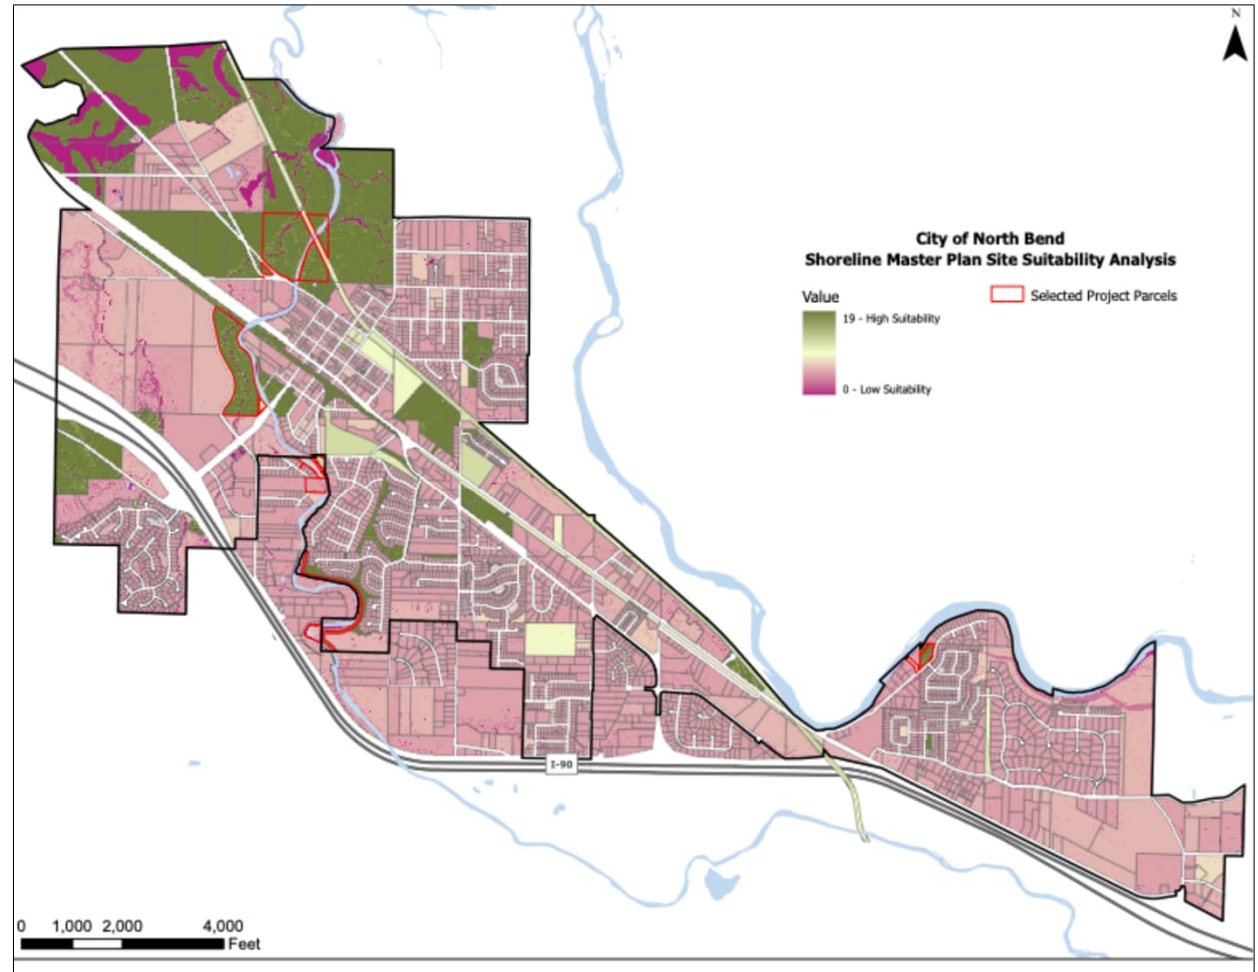 N
City of North Bend
Shoreline Master Plan Site Suitability Analysis
Value
Selected Project Parcels
19 - High Suitability
0 - Low Suitability
I-90
0 1,000 2,000 4,000
Feet